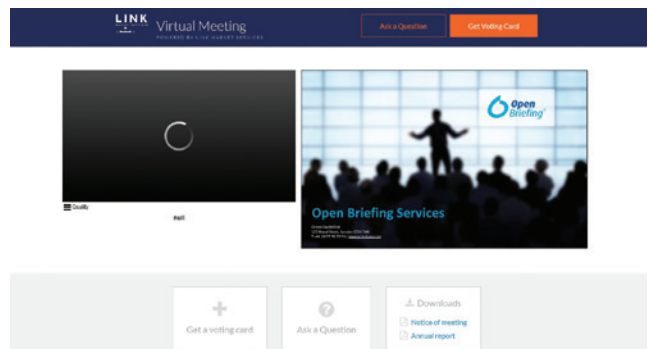 LINK
Virtual Meeting
POWERED BY LINK MARKET SERVICES
Ask a Question
Get Voting Card
Open
Briefing
Quality
null
Open Briefing Services
Get a voting card
Ask a Question
Downloads
Notice of meeting
Annual report